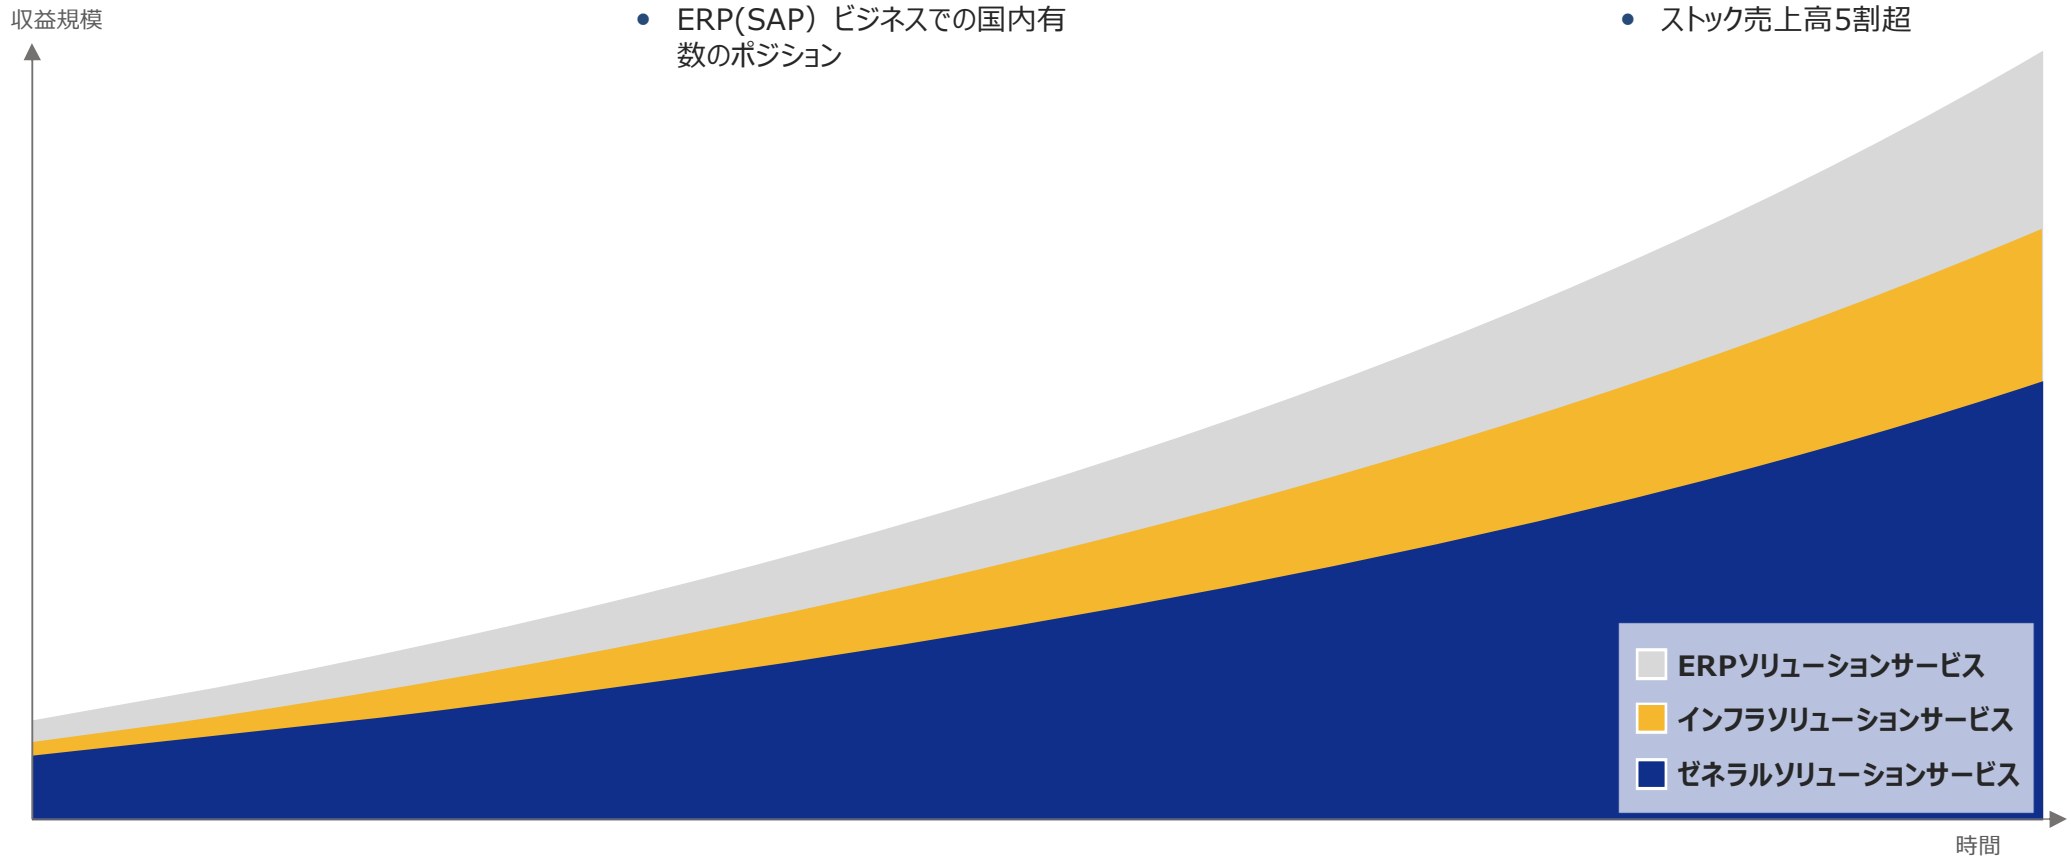 収益規模
• ERP(SAP) ビジネスでの国内有
数のポジション
• ストック売上高5割超
ERPソリューションサービス
インフラソリューションサービス
ゼネラルソリューションサービス
時間